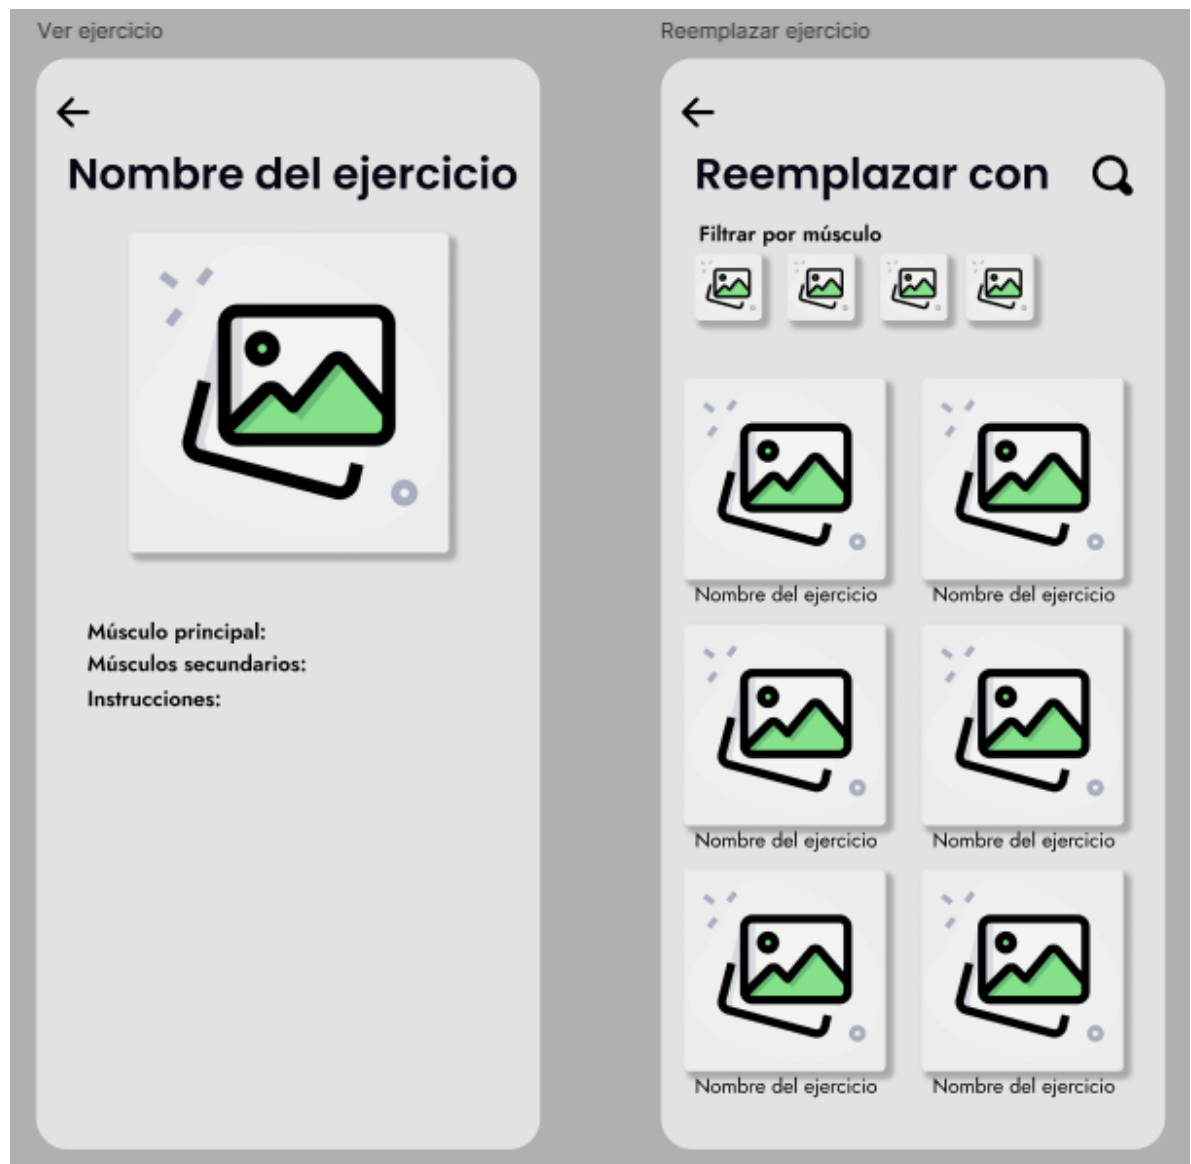 Ver ejercicio
Nombre del ejercicio
Músculo principal:
Músculos secundarios:
Instrucciones:
Reemplazar ejercicio
Reemplazar con
Filtrar por músculo
Nombre del ejercicio
Nombre del ejercicio
Nombre del ejercicio
Nombre del ejercicio
Nombre del ejercicio
Nombre del ejercicio